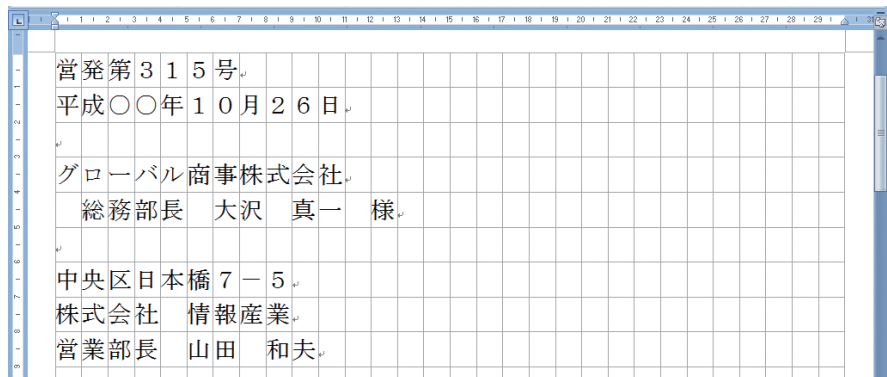 営発第３１５号
平成○○年１０月２６日
グローバル商事株式会社
　総務部長　大沢　真一　様
中央区日本橋７－５
株式会社　情報産業
営業部長　山田　和夫